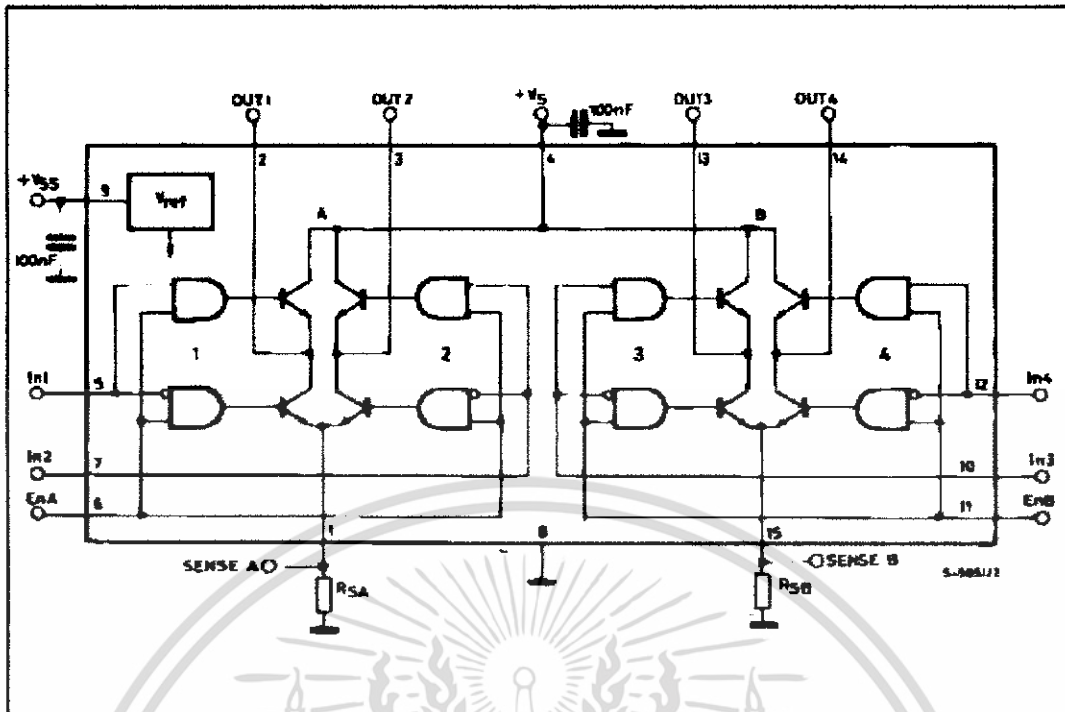 OUT1 OUT2 +VS 100nF OUT3 OUT4
2 3 4 13 14
+VSS 9 Vref
A B
100nF
1 2 3 4
In1 5 12 In4
In2 7 10 In3
EnA 6 11 EnB
1 8 15
SENSE A SENSE B
RSA RSB